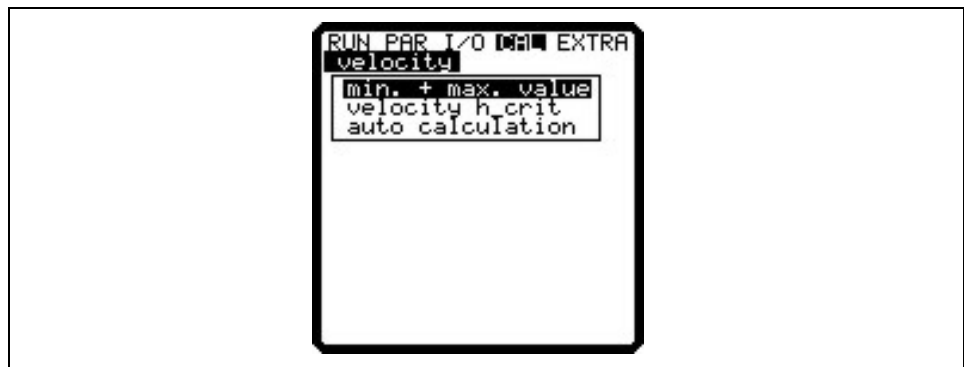 RUN PAR I/O CAL EXTRA
velocity
min. + max. value
velocity h_crit
auto calculation